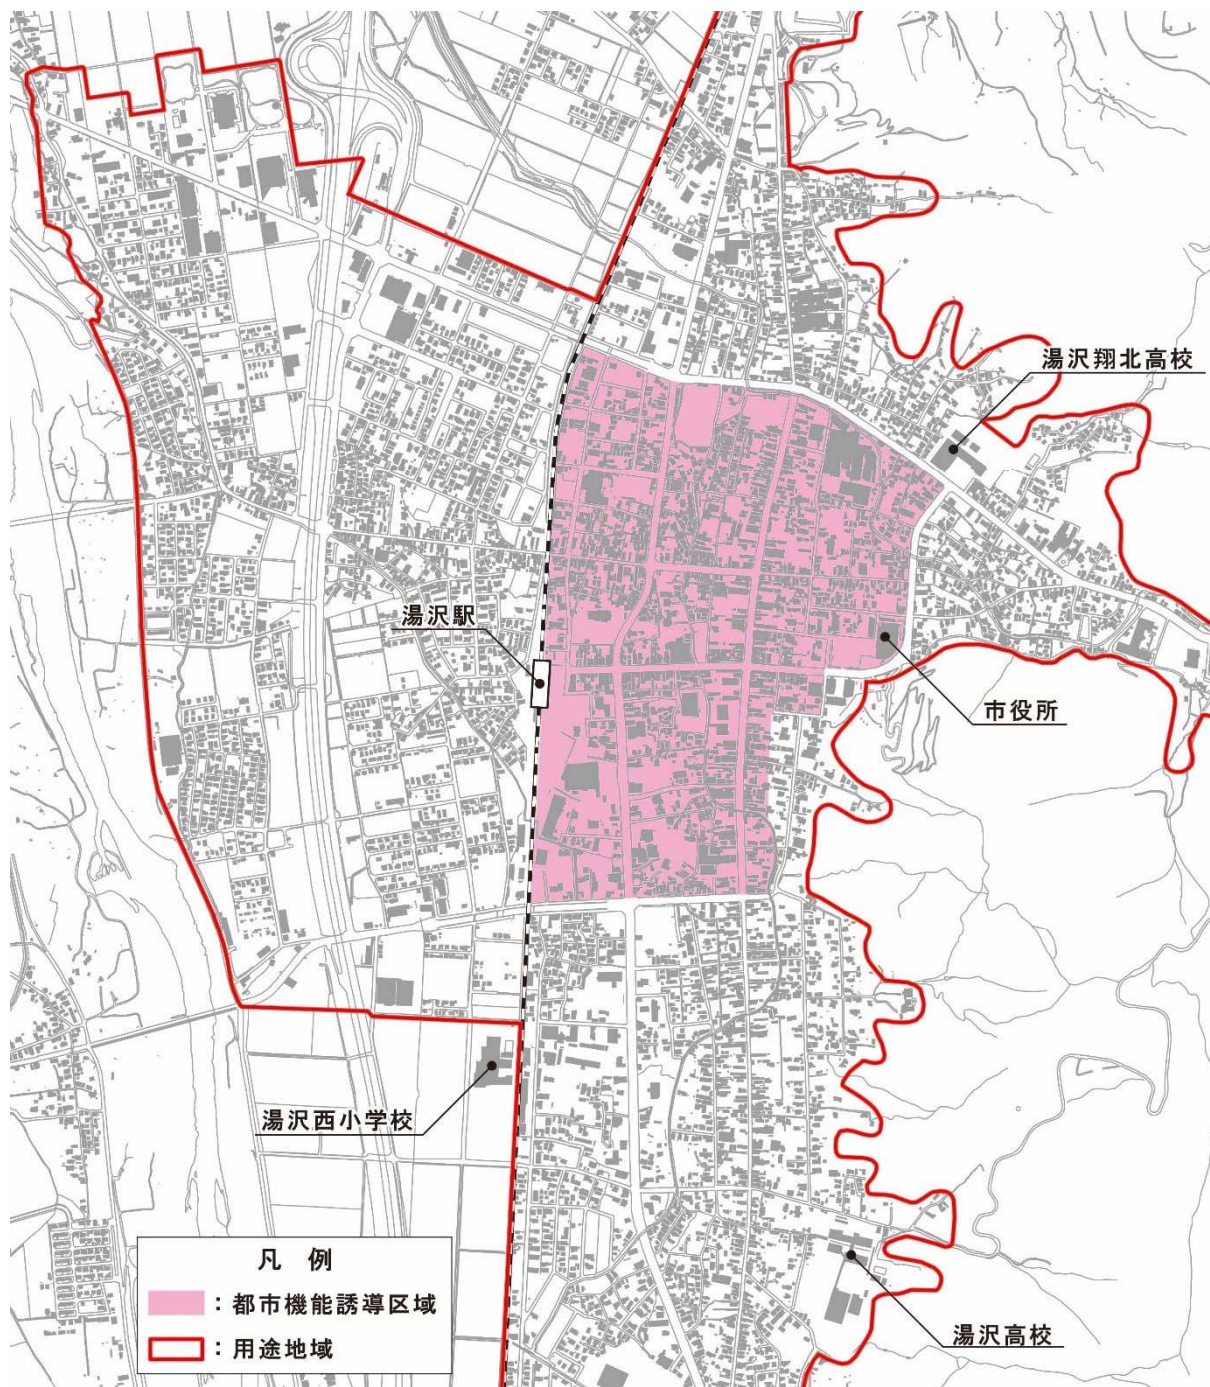 湯沢翔北高校
湯沢駅
市役所
湯沢西小学校
湯沢高校
凡 例
：都市機能誘導区域
：用途地域